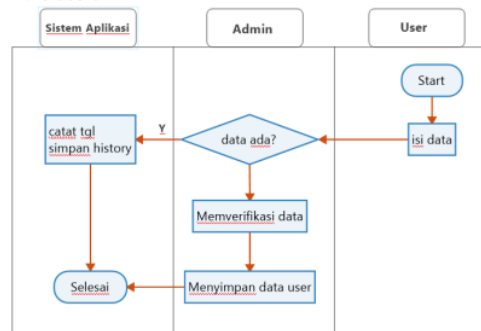 Sistem Aplikasi
Admin
User
Start
isi data
data ada?
Y
catat tgl
simpan history
Memverifikasi data
Menyimpan data user
Selesai